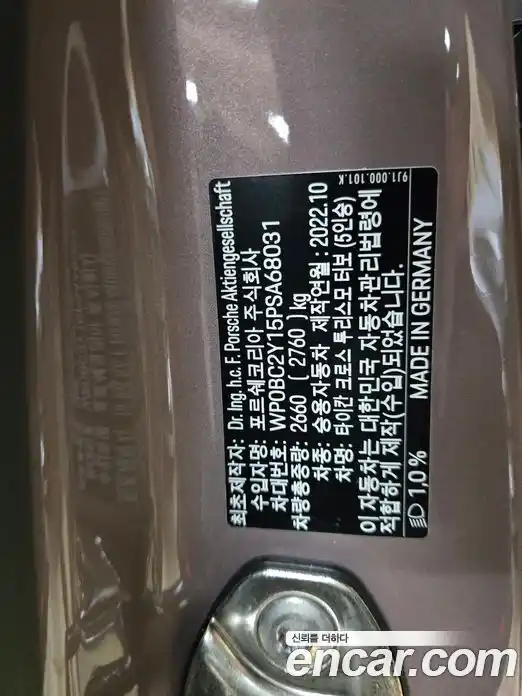 최초제작자: Dr. Ing. h.c. F. Porsche Aktiengesellschaft
수입자명: 포르쉐코리아 주식회사
차대번호: WP0BC2Y15PSA68031
차량총중량: 2660 ( 2760 ) kg
차종: 승용자동차 제작연월 : 2022.10
차명: 타이칸 크로스 투리스모 터보 (5인승)
이 자동차는 대한민국 자동차관리법령에
적합하게 제작(수입)되었습니다.
1,0% MADE IN GERMANY
9J1.000.101.K
신뢰를 더하다
encar.com